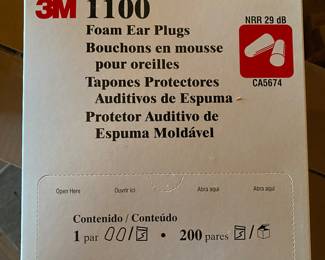 3M 1100
NRR 29 dB
Foam Ear Plugs
Bouchons en mousse
pour oreilles
CA5674
Tapones Protectores
Auditivos de Espuma
Protetor Auditivo de
Espuma Moldável
Open Here Ouvrir ici Abra aquí Abra aqui
Contenido / Conteúdo
1 par / • 200 pares /